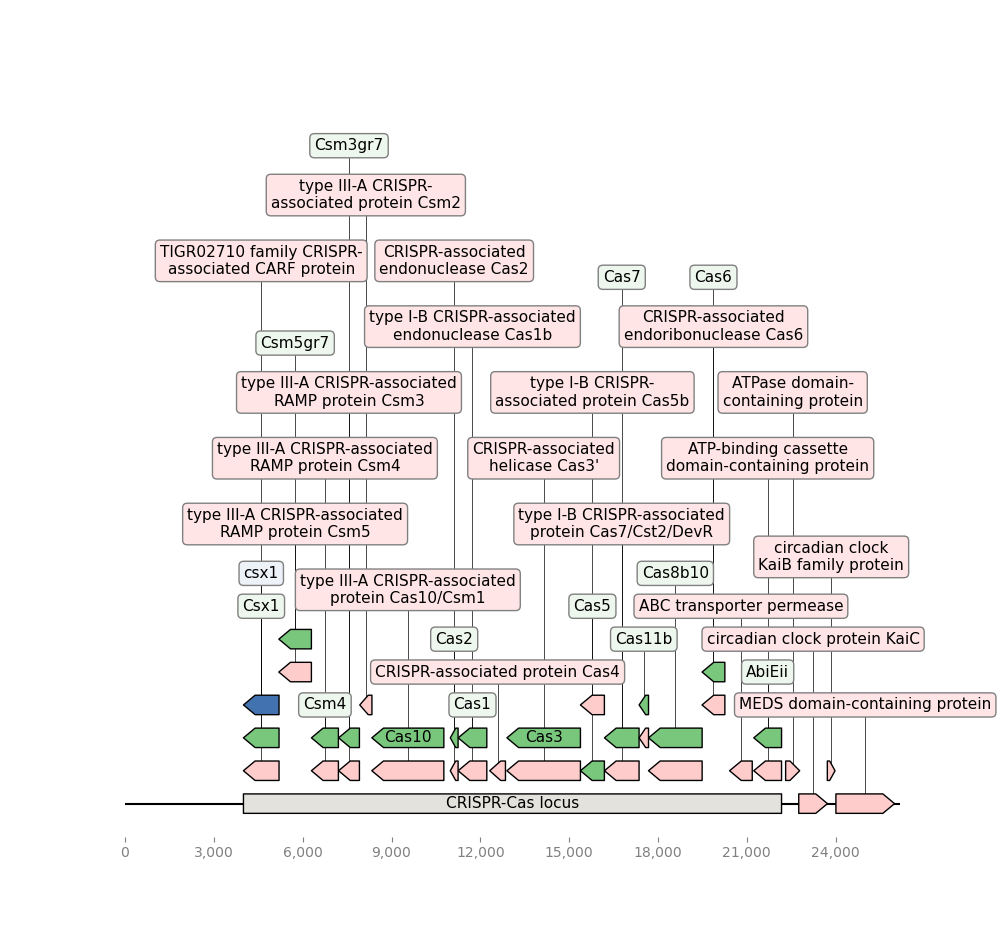 Csm3gr7
type III-A CRISPR-
associated protein Csm2
TIGR02710 family CRISPR-
associated CARF protein
CRISPR-associated
endonuclease Cas2
Cas7
Cas6
type I-B CRISPR-associated
endonuclease Cas1b
CRISPR-associated
endoribonuclease Cas6
Csm5gr7
type III-A CRISPR-associated
RAMP protein Csm3
type I-B CRISPR-
associated protein Cas5b
ATPase domain-
containing protein
type III-A CRISPR-associated
RAMP protein Csm4
CRISPR-associated
helicase Cas3'
ATP-binding cassette
domain-containing protein
type III-A CRISPR-associated
RAMP protein Csm5
type I-B CRISPR-associated
protein Cas7/Cst2/DevR
circadian clock
KaiB family protein
csx1
type III-A CRISPR-associated
protein Cas10/Csm1
Cas8b10
Csx1
Cas5
ABC transporter permease
Cas2
Cas11b
circadian clock protein KaiC
CRISPR-associated protein Cas4
AbiEii
Csm4
Cas1
MEDS domain-containing protein
Cas10
Cas3
CRISPR-Cas locus
0 3,000 6,000 9,000 12,000 15,000 18,000 21,000 24,000